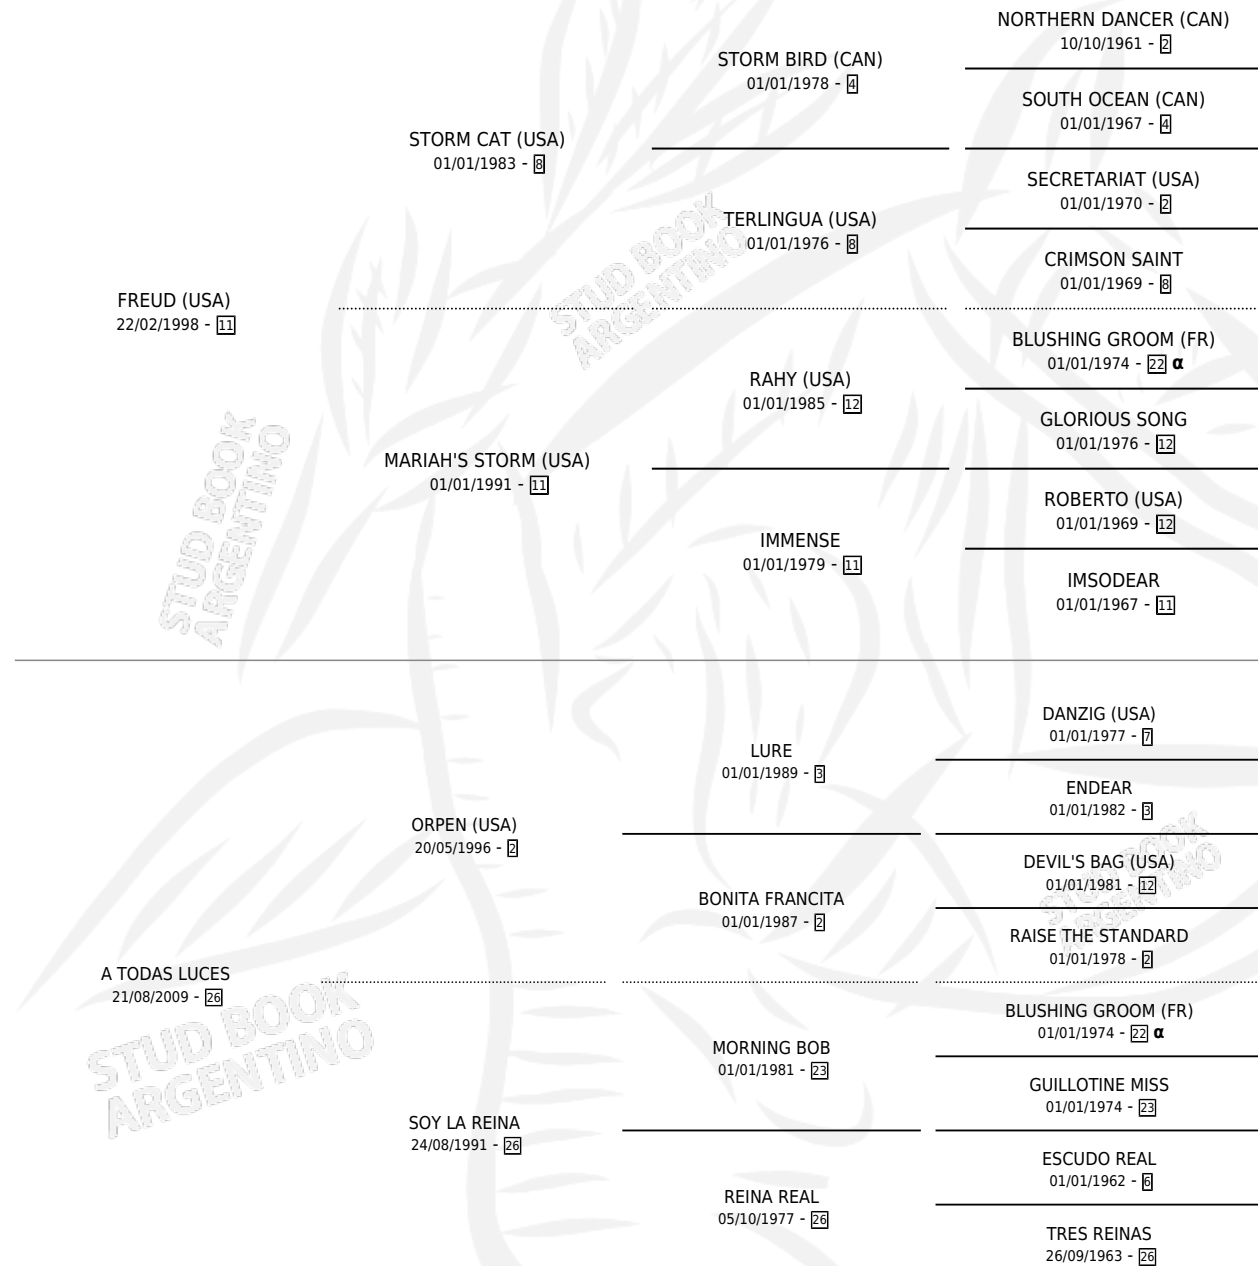 NORTHERN DANCER (CAN)
10/10/1961 - 2
STORM BIRD (CAN)
01/01/1978 - 4
SOUTH OCEAN (CAN)
01/01/1967 - 4
STORM CAT (USA)
01/01/1983 - 8
SECRETARIAT (USA)
01/01/1970 - 2
TERLINGUA (USA)
01/01/1976 - 8
CRIMSON SAINT
01/01/1969 - 8
FREUD (USA)
22/02/1998 - 11
BLUSHING GROOM (FR)
01/01/1974 - 22 α
RAHY (USA)
01/01/1985 - 12
GLORIOUS SONG
01/01/1976 - 12
MARIAH'S STORM (USA)
01/01/1991 - 11
ROBERTO (USA)
01/01/1969 - 12
IMMENSE
01/01/1979 - 11
IMSODEAR
01/01/1967 - 11
DANZIG (USA)
01/01/1977 - 7
LURE
01/01/1989 - 3
ENDEAR
01/01/1982 - 3
ORPEN (USA)
20/05/1996 - 2
DEVIL'S BAG (USA)
01/01/1981 - 12
BONITA FRANCITA
01/01/1987 - 2
RAISE THE STANDARD
01/01/1978 - 2
A TODAS LUCES
21/08/2009 - 26
BLUSHING GROOM (FR)
01/01/1974 - 22 α
MORNING BOB
01/01/1981 - 23
GUILLOTINE MISS
01/01/1974 - 23
SOY LA REINA
24/08/1991 - 26
ESCUDO REAL
01/01/1962 - 6
REINA REAL
05/10/1977 - 26
TRES REINAS
26/09/1963 - 26
STUD BOOK
ARGENTINO
STUD BOOK
ARGENTINO
STUD BOOK
ARGENTINO
STUD BOOK
ARGENTINO